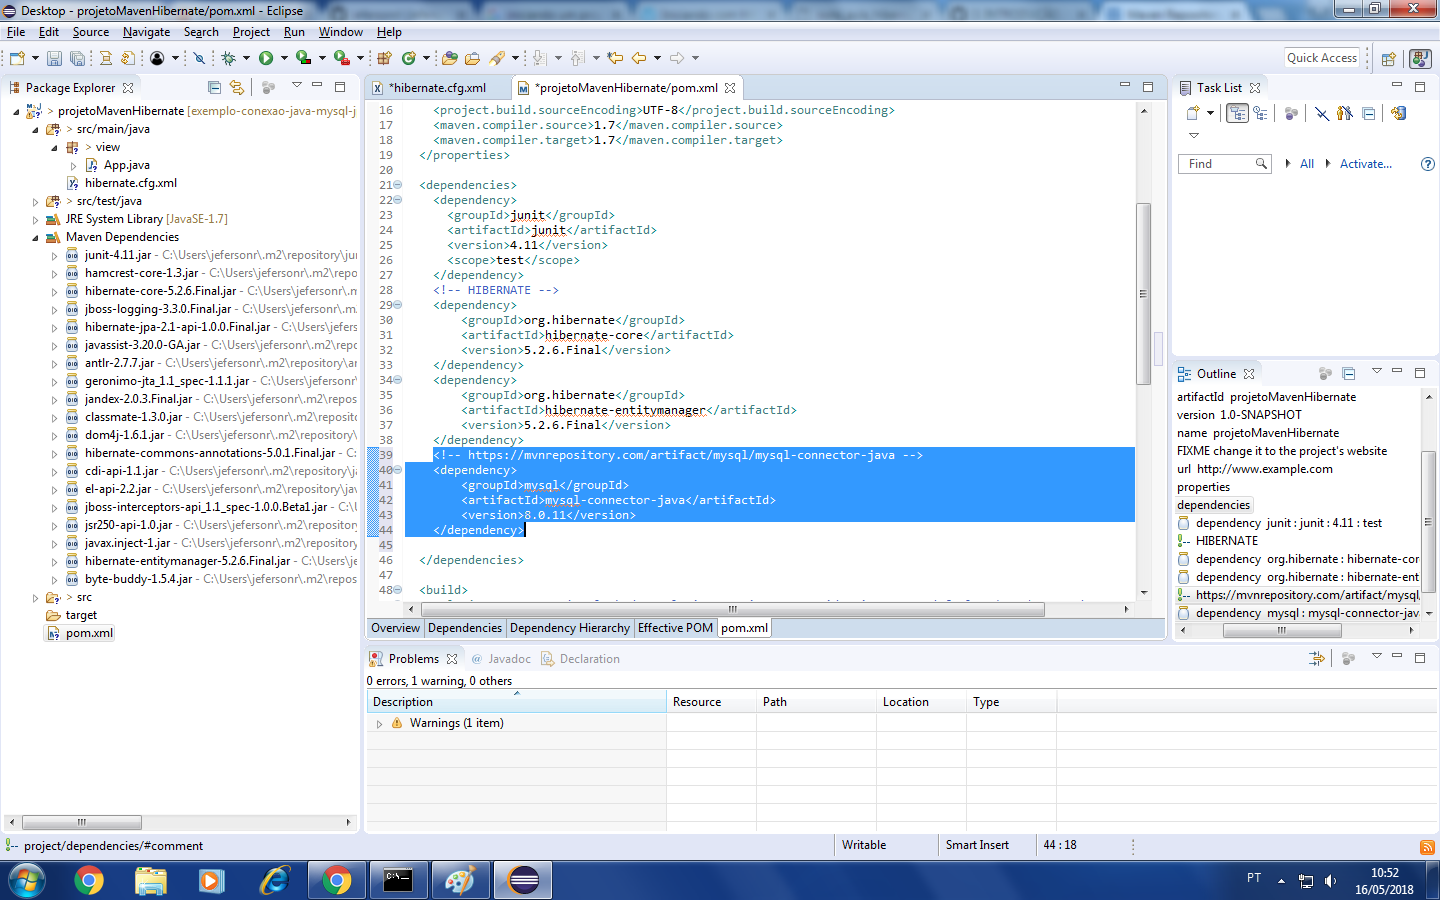 Desktop - projetoMavenHibernate/pom.xml - Eclipse
File Edit Source Navigate Search Project Run Window Help
Quick Access
Package Explorer
> projetoMavenHibernate [exemplo-conexao-java-mysql-j
> src/main/java
> view
App.java
hibernate.cfg.xml
> src/test/java
JRE System Library [JavaSE-1.7]
Maven Dependencies
junit-4.11.jar - C:\Users\jefersonr\.m2\repository\jun
hamcrest-core-1.3.jar - C:\Users\jefersonr\.m2\repo
hibernate-core-5.2.6.Final.jar - C:\Users\jefersonr\.m
jboss-logging-3.3.0.Final.jar - C:\Users\jefersonr\.m2
hibernate-jpa-2.1-api-1.0.0.Final.jar - C:\Users\jefers
javassist-3.20.0-GA.jar - C:\Users\jefersonr\.m2\repo
antlr-2.7.7.jar - C:\Users\jefersonr\.m2\repository\an
geronimo-jta_1.1_spec-1.1.1.jar - C:\Users\jefersonr\
jandex-2.0.3.Final.jar - C:\Users\jefersonr\.m2\repos
classmate-1.3.0.jar - C:\Users\jefersonr\.m2\reposito
dom4j-1.6.1.jar - C:\Users\jefersonr\.m2\repository\
hibernate-commons-annotations-5.0.1.Final.jar - C:\
cdi-api-1.1.jar - C:\Users\jefersonr\.m2\repository\ja
el-api-2.2.jar - C:\Users\jefersonr\.m2\repository\jav
jboss-interceptors-api_1.1_spec-1.0.0.Beta1.jar - C:\
jsr250-api-1.0.jar - C:\Users\jefersonr\.m2\repositor
javax.inject-1.jar - C:\Users\jefersonr\.m2\repository
hibernate-entitymanager-5.2.6.Final.jar - C:\Users\je
byte-buddy-1.5.4.jar - C:\Users\jefersonr\.m2\repos
> src
target
pom.xml
*hibernate.cfg.xml
*projetoMavenHibernate/pom.xml
16 <project.build.sourceEncoding>UTF-8</project.build.sourceEncoding>
17 <maven.compiler.source>1.7</maven.compiler.source>
18 <maven.compiler.target>1.7</maven.compiler.target>
19 </properties>
20
21 <dependencies>
22 <dependency>
23 <groupId>junit</groupId>
24 <artifactId>junit</artifactId>
25 <version>4.11</version>
26 <scope>test</scope>
27 </dependency>
28 <!-- HIBERNATE -->
29 <dependency>
30 <groupId>org.hibernate</groupId>
31 <artifactId>hibernate-core</artifactId>
32 <version>5.2.6.Final</version>
33 </dependency>
34 <dependency>
35 <groupId>org.hibernate</groupId>
36 <artifactId>hibernate-entitymanager</artifactId>
37 <version>5.2.6.Final</version>
38 </dependency>
39 <!-- https://mvnrepository.com/artifact/mysql/mysql-connector-java -->
40 <dependency>
41 <groupId>mysql</groupId>
42 <artifactId>mysql-connector-java</artifactId>
43 <version>8.0.11</version>
44 </dependency>
45
46 </dependencies>
47
48 <build>
Overview Dependencies Dependency Hierarchy Effective POM pom.xml
Task List
Find
All
Activate...
Outline
artifactId projetoMavenHibernate
version 1.0-SNAPSHOT
name projetoMavenHibernate
FIXME change it to the project's website
url http://www.example.com
properties
dependencies
dependency junit : junit : 4.11 : test
HIBERNATE
dependency org.hibernate : hibernate-cor
dependency org.hibernate : hibernate-ent
https://mvnrepository.com/artifact/mysql
dependency mysql : mysql-connector-jav
Problems @ Javadoc Declaration
0 errors, 1 warning, 0 others
Description Resource Path Location Type
Warnings (1 item)
project/dependencies/#comment
Writable Smart Insert 44 : 18
PT
10:52
16/05/2018